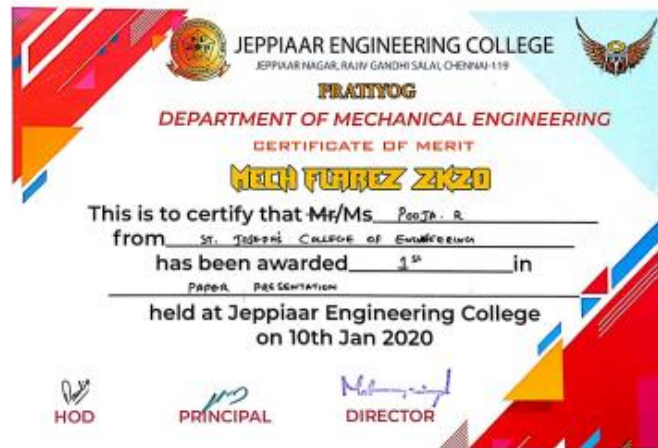 JEPPIAAR ENGINEERING COLLEGE
JEPPIAAR NAGAR, RAJIV GANDHI SALAI, CHENNAI-119
PRATIYOG
DEPARTMENT OF MECHANICAL ENGINEERING
CERTIFICATE OF MERIT
MECH FLAREZ 2K20
This is to certify that Mr/Ms POOJA. R
from ST. JOSEPH'S COLLEGE OF ENGINEERING
has been awarded 1st in
PAPER PRESENTATION
held at Jeppiaar Engineering College
on 10th Jan 2020
HOD PRINCIPAL DIRECTOR